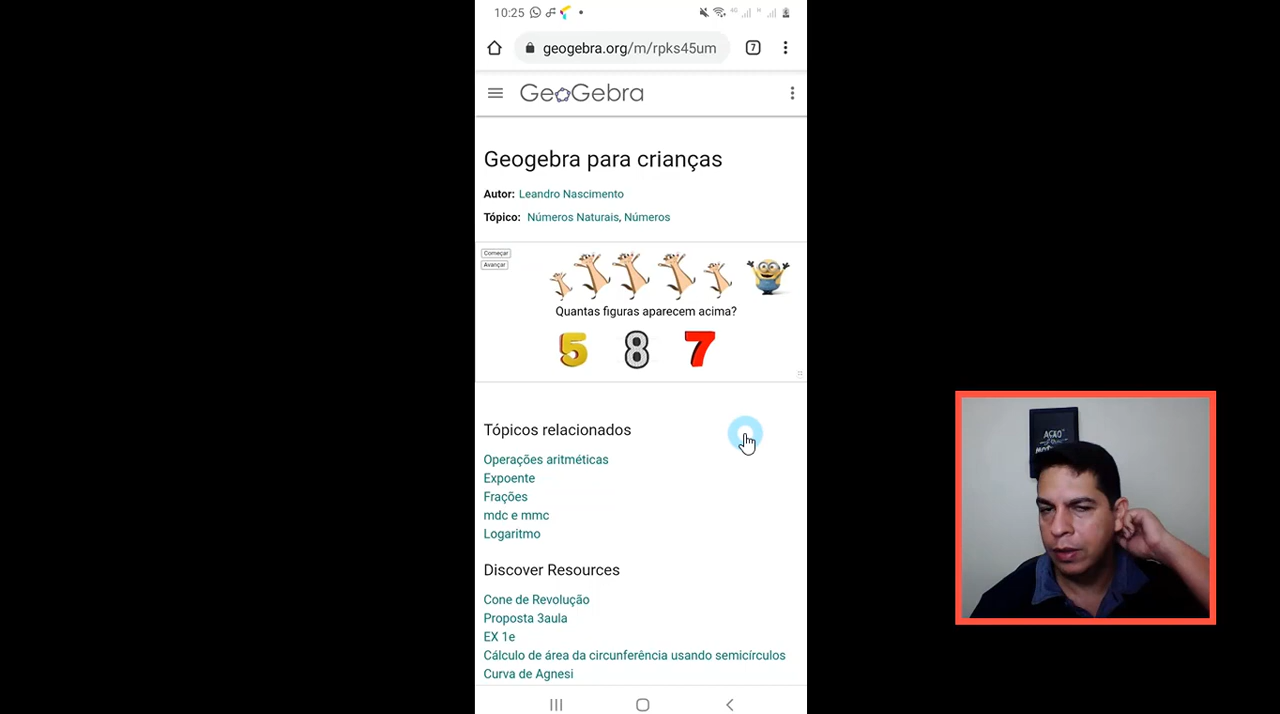 10:25
4G
H
geogebra.org/m/rpks45um
7
GeoGebra
Geogebra para crianças
Autor: Leandro Nascimento
Tópico: Números Naturais, Números
Começar
Avançar
Quantas figuras aparecem acima?
5 8 7
Tópicos relacionados
Operações aritméticas
Expoente
Frações
mdc e mmc
Logaritmo
Discover Resources
Cone de Revolução
Proposta 3aula
EX 1e
Cálculo de área da circunferência usando semicírculos
Curva de Agnesi
AÇÃO